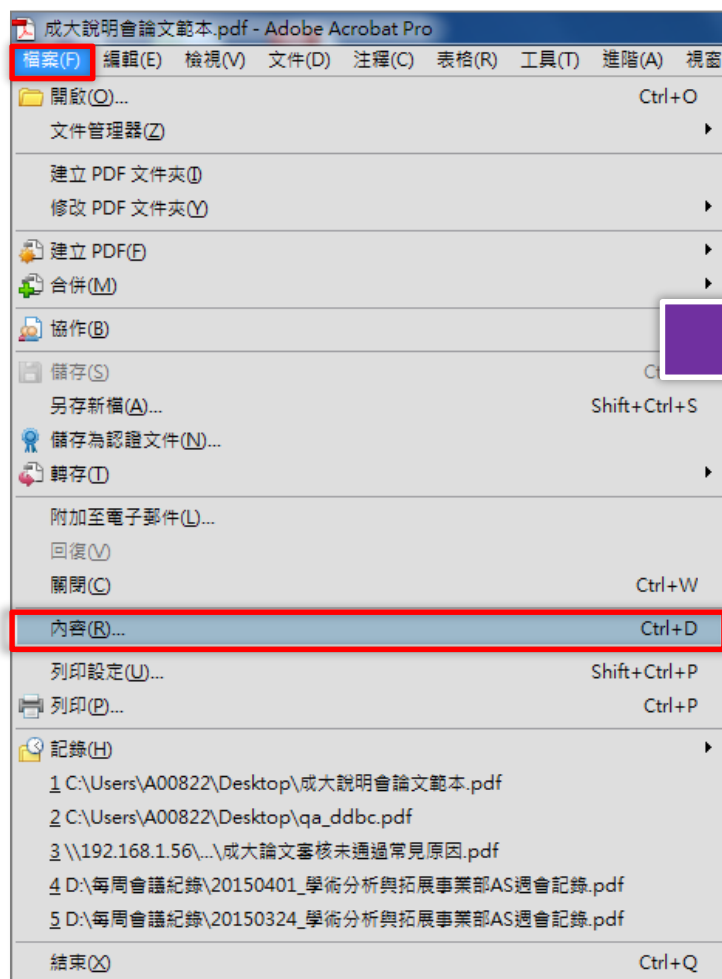 成大說明會論文範本.pdf - Adobe Acrobat Pro
檔案(F) 編輯(E) 檢視(V) 文件(D) 注釋(C) 表格(R) 工具(T) 進階(A) 視窗
開啟(O)... Ctrl+O
文件管理器(Z)
建立 PDF 文件夾(I)
修改 PDF 文件夾(Y)
建立 PDF(F)
合併(M)
協作(B)
儲存(S)
另存新檔(A)... Shift+Ctrl+S
儲存為認證文件(N)...
轉存(T)
附加至電子郵件(L)...
回復(V)
關閉(C) Ctrl+W
內容(R)... Ctrl+D
列印設定(U)... Shift+Ctrl+P
列印(P)... Ctrl+P
記錄(H)
1 C:\Users\A00822\Desktop\成大說明會論文範本.pdf
2 C:\Users\A00822\Desktop\qa_ddbc.pdf
3 \\192.168.1.56\...\成大論文審核未通過常見原因.pdf
4 D:\每周會議紀錄\20150401_學術分析與拓展事業部AS週會記錄.pdf
5 D:\每周會議紀錄\20150324_學術分析與拓展事業部AS週會記錄.pdf
結束(X) Ctrl+Q